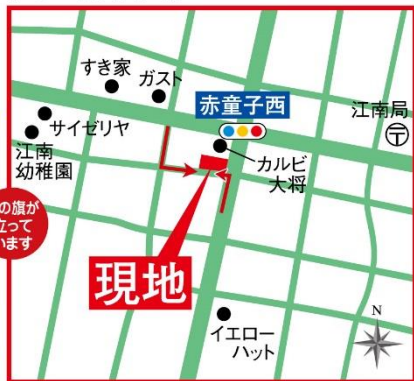 すき家
ガスト
赤童子西
江南局
サイゼリヤ
江南
幼稚園
カルビ
大将
の旗が
立って
います
現地
イエロー
ハット
N